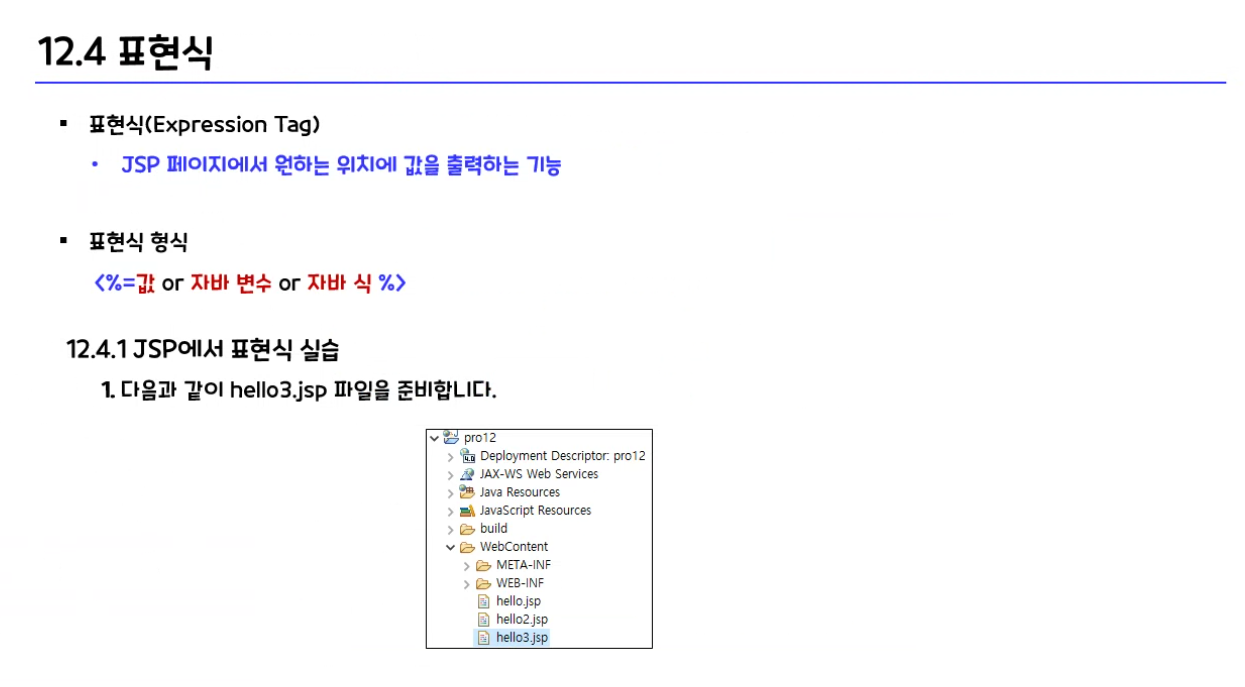 12.4 표현식
▪ 표현식(Expression Tag)
• JSP 페이지에서 원하는 위치에 값을 출력하는 기능
▪ 표현식 형식
<%=값 or 자바 변수 or 자바 식 %>
12.4.1 JSP에서 표현식 실습
1. 다음과 같이 hello3.jsp 파일을 준비합니다.
pro12
Deployment Descriptor: pro12
JAX-WS Web Services
Java Resources
JavaScript Resources
build
WebContent
META-INF
WEB-INF
hello.jsp
hello2.jsp
hello3.jsp